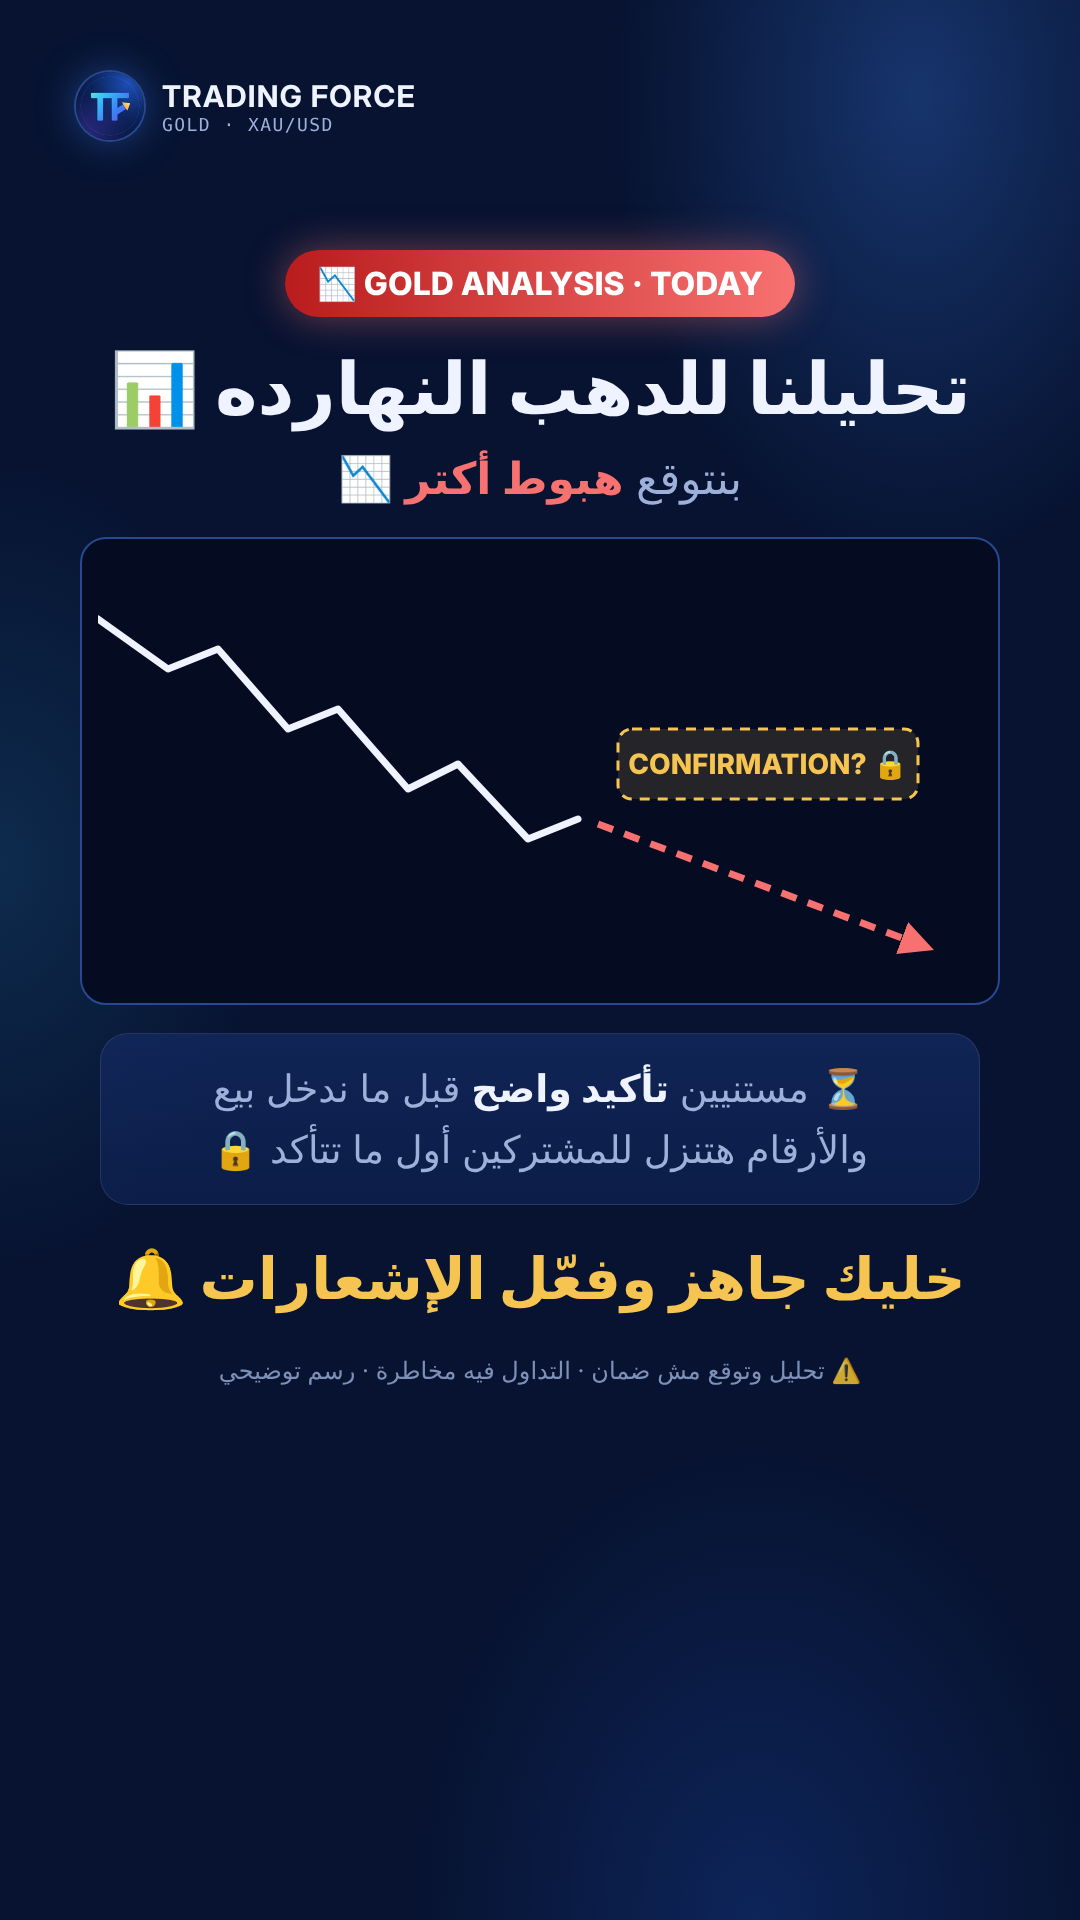 TF
TRADING FORCE
GOLD · XAU/USD
📉 GOLD ANALYSIS · TODAY
تحليلنا للدهب النهارده 📊
بنتوقع هبوط أكتر 📉
CONFIRMATION? 🔒
⏳ مستنيين تأكيد واضح قبل ما ندخل بيع
والأرقام هتنزل للمشتركين أول ما تتأكد 🔒
خليك جاهز وفعّل الإشعارات 🔔
⚠️ تحليل وتوقع مش ضمان · التداول فيه مخاطرة · رسم توضيحي